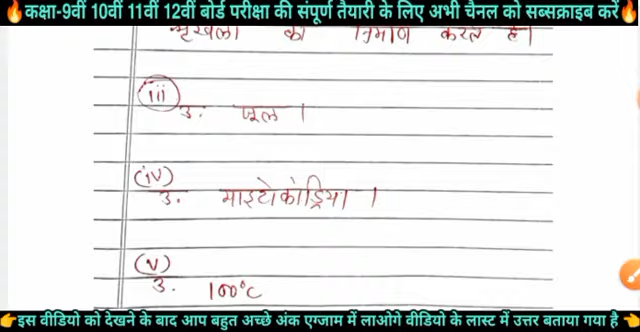 🔥कक्षा-9वीं 10वीं 11वीं 12वीं बोर्ड परीक्षा की संपूर्ण तैयारी के लिए अभी चैनल को सब्सक्राइब करें🔥
का निर्माण करते हैं।
(iii)
उ. जूल ।
(iv)
उ. माइटोकोंड्रिया ।
(v)
उ. 100°C
👉इस वीडियो को देखने के बाद आप बहुत अच्छे अंक एग्जाम में लाओगे वीडियो के लास्ट में उत्तर बताया गया है 👈